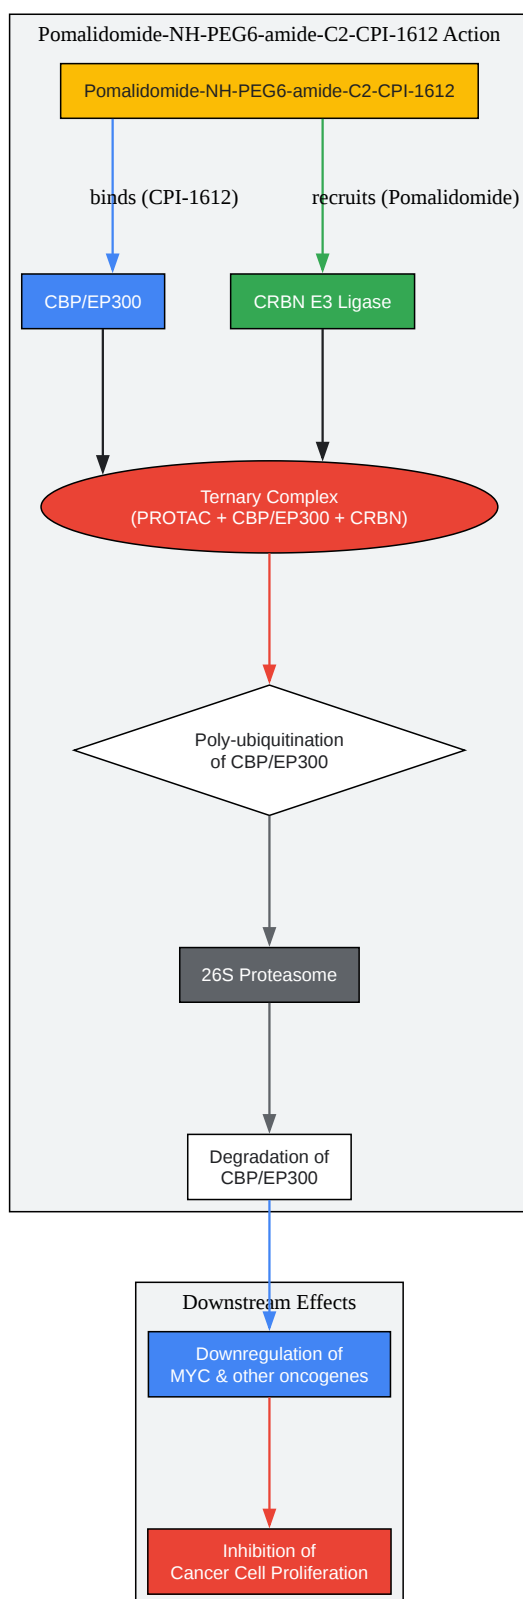 Pomalidomide-NH-PEG6-amide-C2-CPI-1612 Action
Pomalidomide-NH-PEG6-amide-C2-CPI-1612
binds (CPI-1612)
recruits (Pomalidomide)
CBP/EP300
CRBN E3 Ligase
Ternary Complex
(PROTAC + CBP/EP300 + CRBN)
Poly-ubiquitination
of CBP/EP300
26S Proteasome
Degradation of
CBP/EP300
Downstream Effects
Downregulation of
MYC & other oncogenes
Inhibition of
Cancer Cell Proliferation